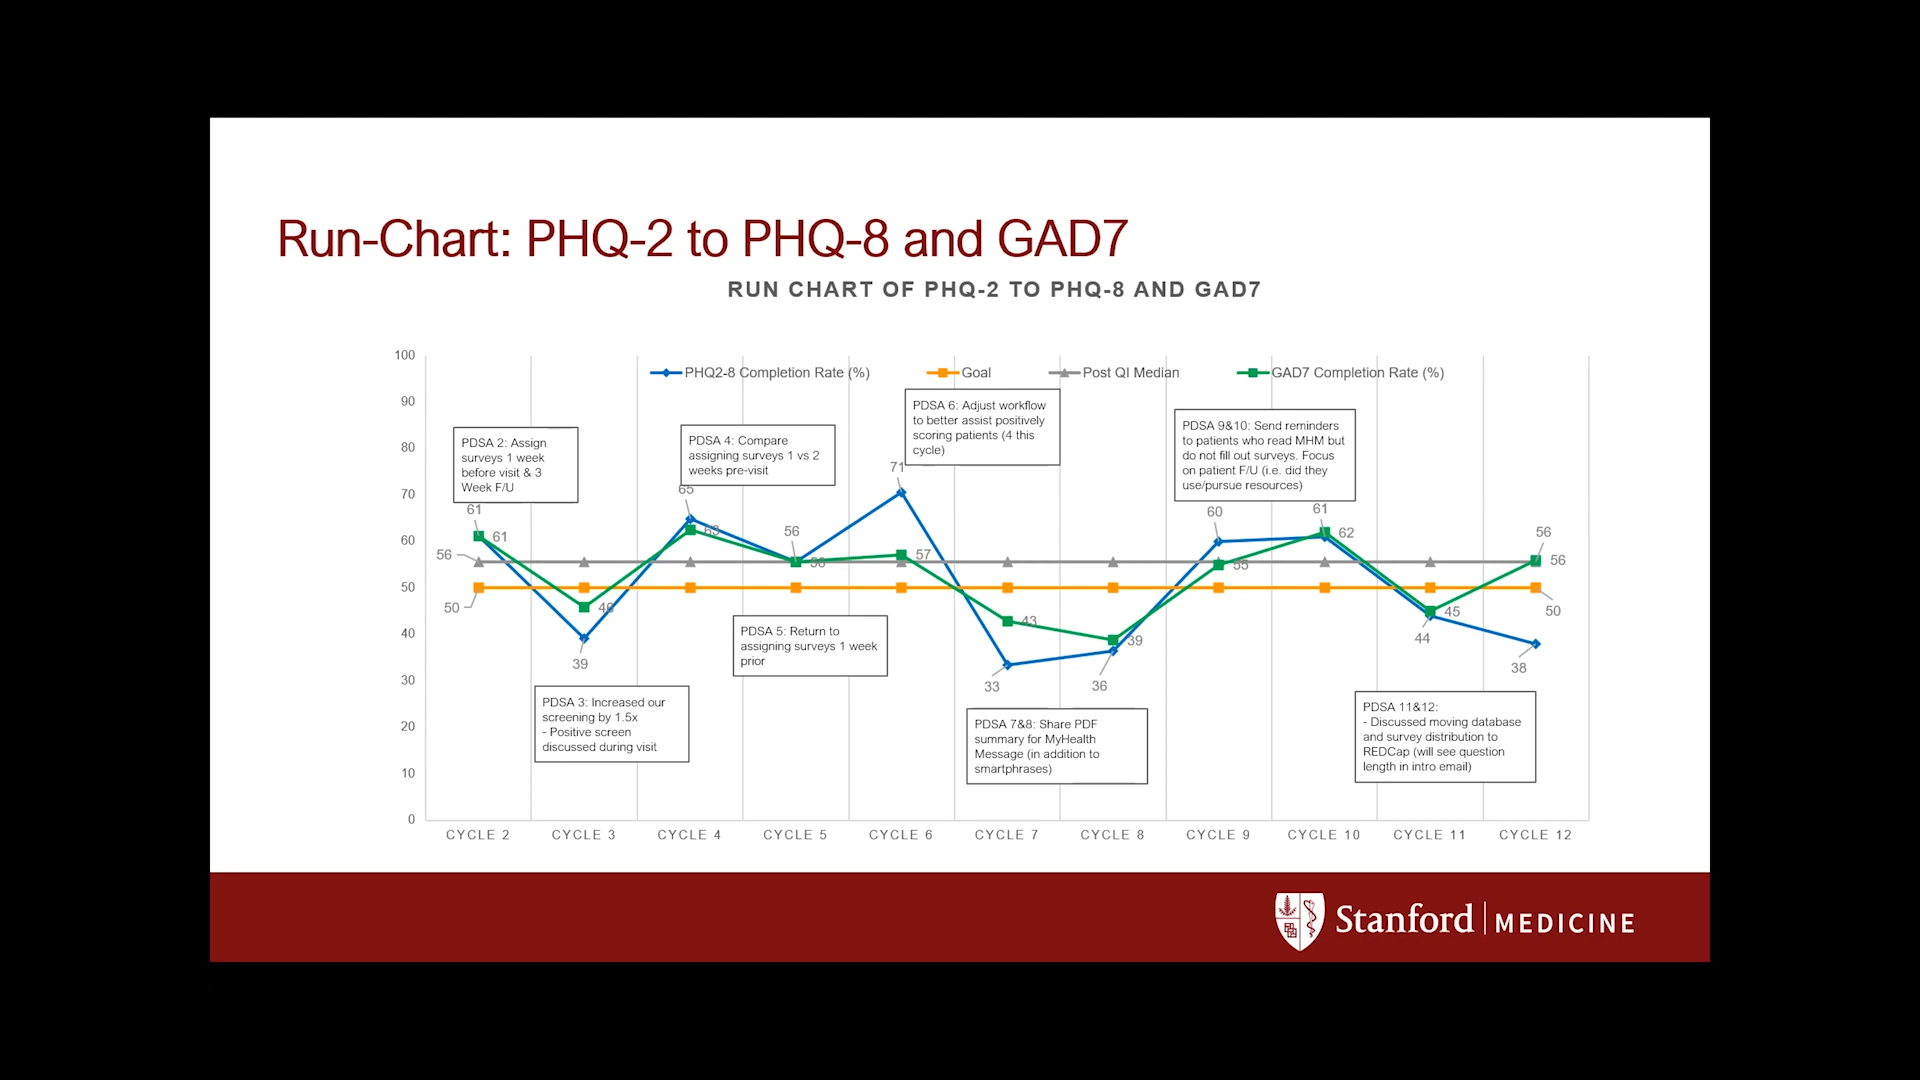 Run-Chart: PHQ-2 to PHQ-8 and GAD7
RUN CHART OF PHQ-2 TO PHQ-8 AND GAD7
PHQ2-8 Completion Rate (%)
Goal
Post QI Median
GAD7 Completion Rate (%)
100
90
80
70
60
50
40
30
20
10
0
PDSA 2: Assign
surveys 1 week
before visit & 3
Week F/U
61
61
56
50
46
39
PDSA 3: Increased our
screening by 1.5x
- Positive screen
discussed during visit
PDSA 4: Compare
assigning surveys 1 vs 2
weeks pre-visit
65
63
56
56
PDSA 5: Return to
assigning surveys 1 week
prior
PDSA 6: Adjust workflow
to better assist positively
scoring patients (4 this
cycle)
71
57
43
33
39
36
PDSA 7&8: Share PDF
summary for MyHealth
Message (in addition to
smartphrases)
PDSA 9&10: Send reminders
to patients who read MHM but
do not fill out surveys. Focus
on patient F/U (i.e. did they
use/pursue resources)
60
55
61
62
45
44
56
56
50
38
PDSA 11&12:
- Discussed moving database
and survey distribution to
REDCap (will see question
length in intro email)
CYCLE 2
CYCLE 3
CYCLE 4
CYCLE 5
CYCLE 6
CYCLE 7
CYCLE 8
CYCLE 9
CYCLE 10
CYCLE 11
CYCLE 12
Stanford MEDICINE